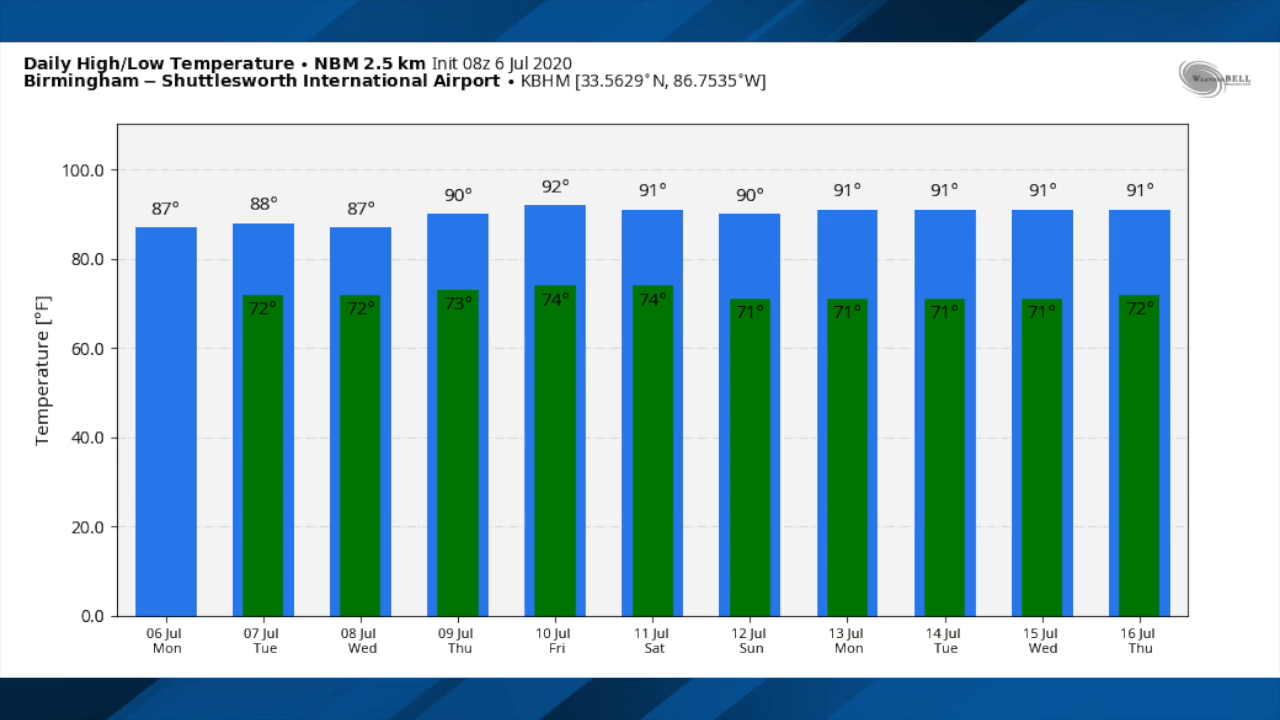 Daily High/Low Temperature • NBM 2.5 km Init 08z 6 Jul 2020
Birmingham – Shuttlesworth International Airport • KBHM [33.5629°N, 86.7535°W]
WeatherBELL
Temperature [°F]
100.0
80.0
60.0
40.0
20.0
0.0
87° 88° 87° 90° 92° 91° 90° 91° 91° 91° 91°
72° 72° 73° 74° 74° 71° 71° 71° 71° 72°
06 Jul 07 Jul 08 Jul 09 Jul 10 Jul 11 Jul 12 Jul 13 Jul 14 Jul 15 Jul 16 Jul
Mon Tue Wed Thu Fri Sat Sun Mon Tue Wed Thu